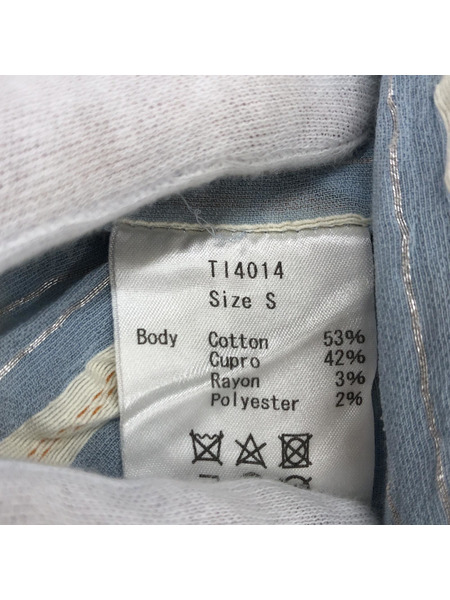 TI4014
Size S
Body Cotton 53%
Cupro 42%
Rayon 3%
Polyester 2%